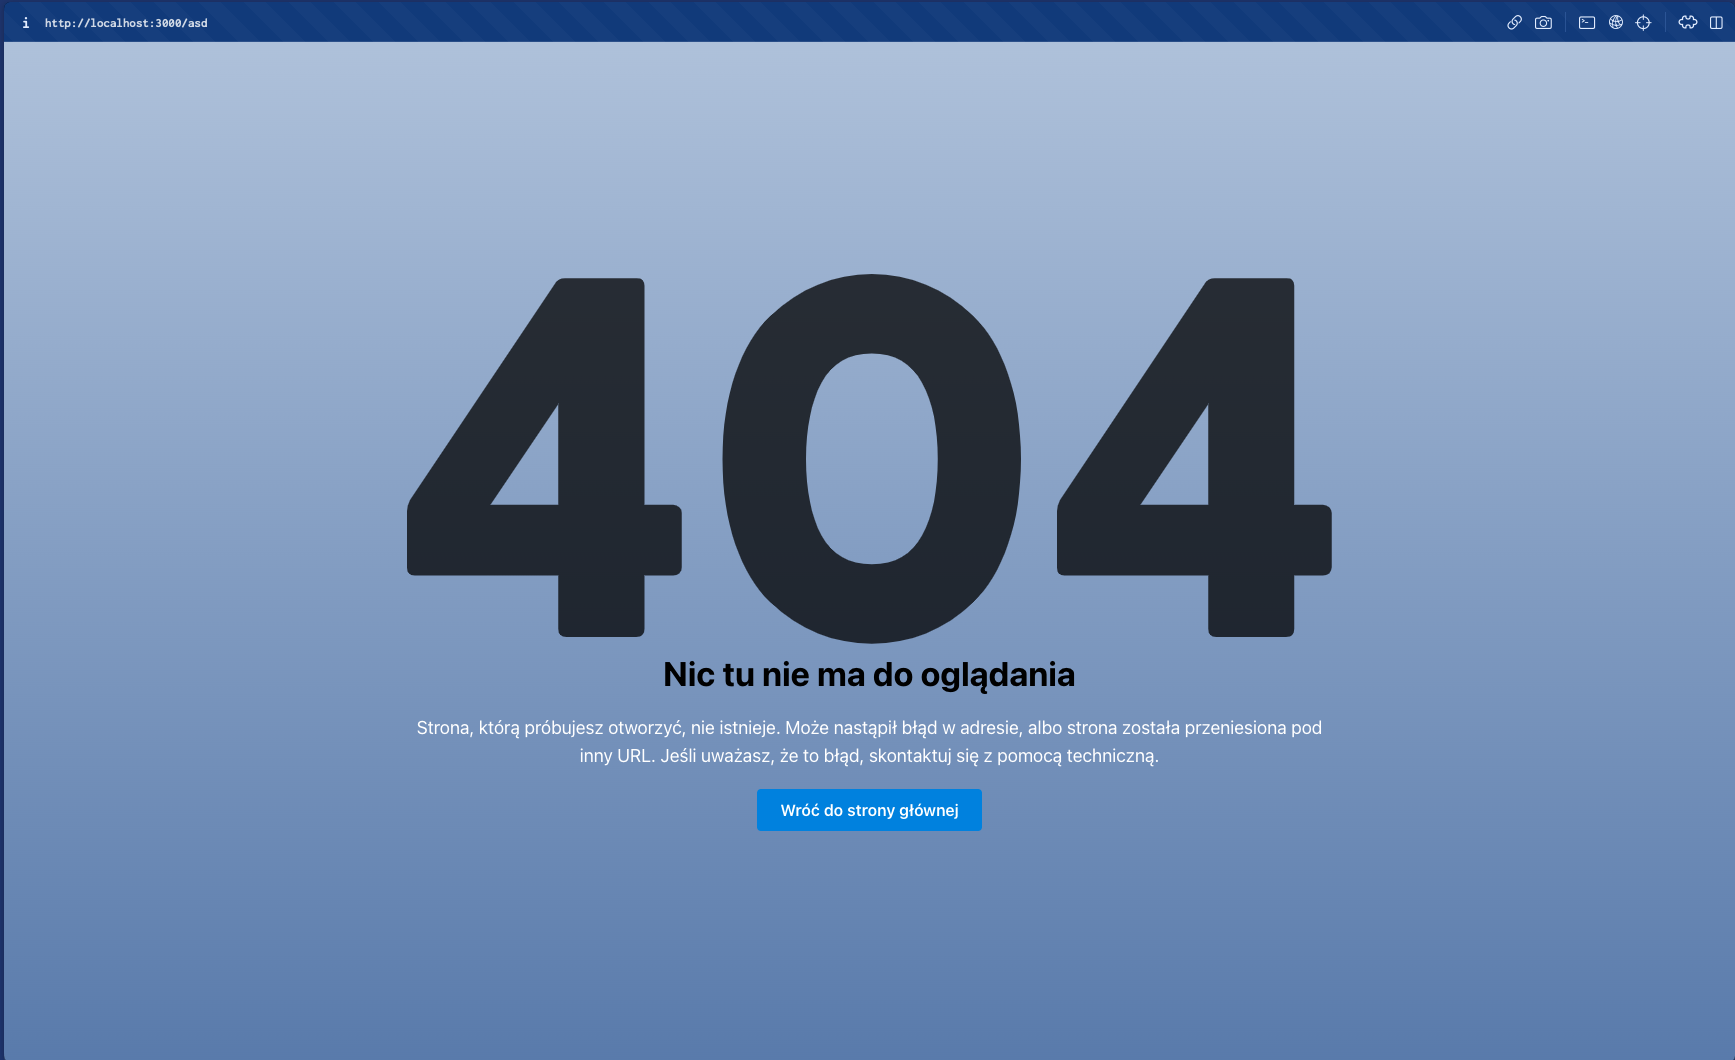 http://localhost:3000/asd
404
Nic tu nie ma do oglądania
Strona, którą próbujesz otworzyć, nie istnieje. Może nastąpił błąd w adresie, albo strona została przeniesiona pod
inny URL. Jeśli uważasz, że to błąd, skontaktuj się z pomocą techniczną.
Wróć do strony głównej